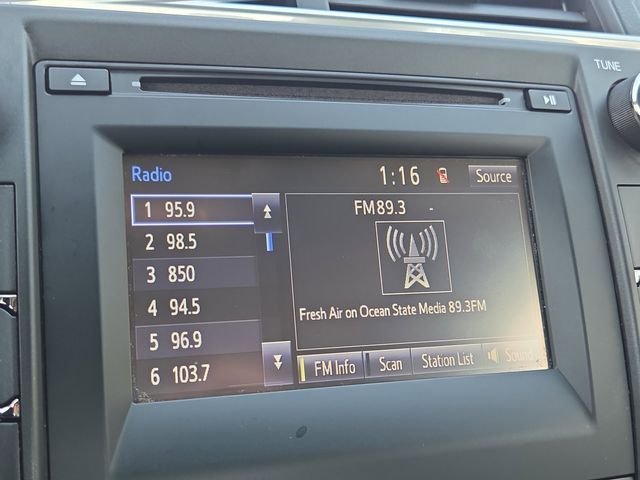 TUNE
Radio
1:16
Source
1 95.9
2 98.5
3 850
4 94.5
5 96.9
6 103.7
FM 89.3 -
Fresh Air on Ocean State Media 89.3FM
FM Info
Scan
Station List
Sound